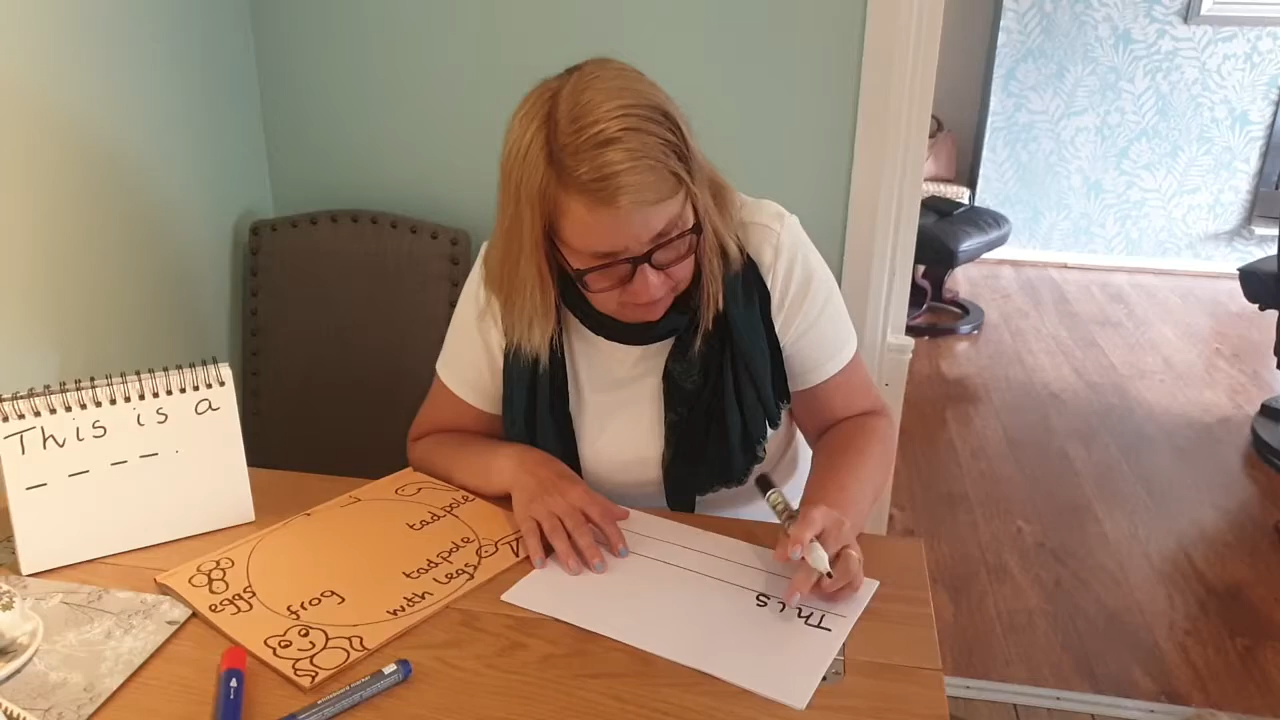 This is a
_ _ _ _ .
tadpole
tadpole
with legs
frog
eggs
This